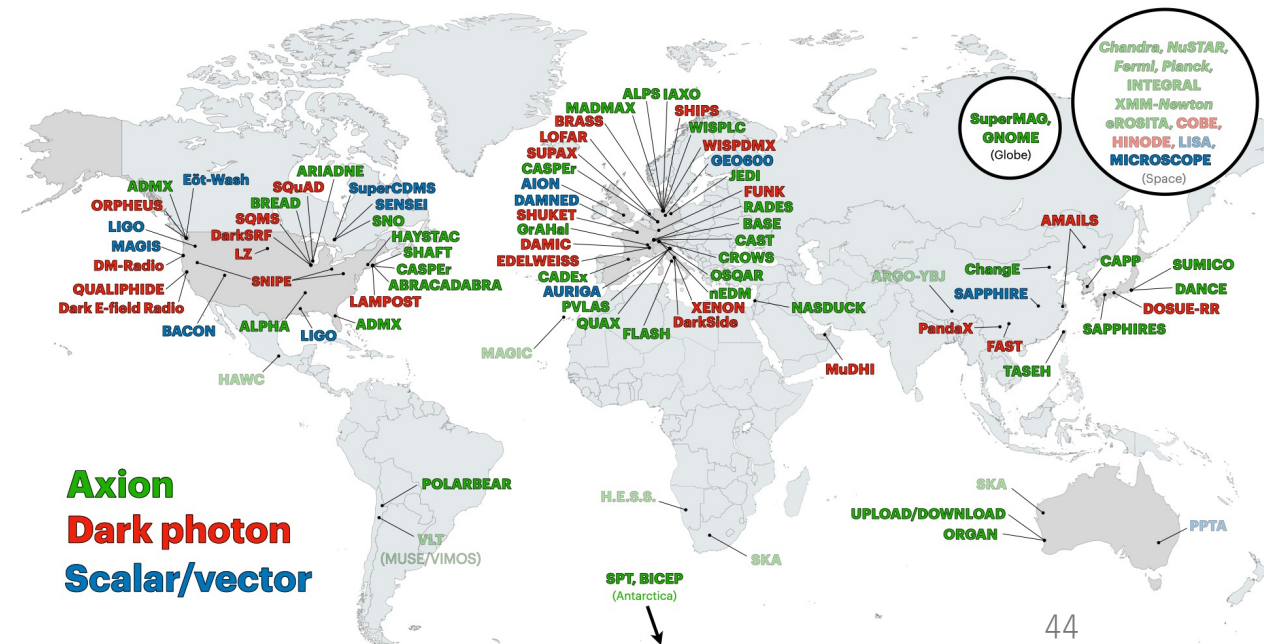 ADMX
Eöt-Wash
ORPHEUS
LIGO
MAGIS
DM-Radio
QUALIPHIDE
Dark E-field Radio
BACON
ARIADNE
SQuAD
BREAD
SQMS
DarkSRF
LZ
SNIPE
SuperCDMS
SENSEI
SNO
HAYSTAC
SHAFT
CASPEr
ABRACADABRA
LAMPOST
ADMX
ALPHA
LIGO
HAWC
ALPS
IAXO
MADMAX
SHIPS
BRASS
WISPLC
LOFAR
WISPDMX
SUPAX
GEO600
CASPEr
JEDI
AION
FUNK
DAMNED
RADES
SHUKET
BASE
GrAHal
CAST
DAMIC
CROWS
EDELWEISS
OSQAR
CADEx
nEDM
AURIGA
XENON
PVLAS
DarkSide
QUAX
FLASH
NASDUCK
MAGIC
MuDHI
SuperMAG,
GNOME
(Globe)
Chandra, NuSTAR,
Fermi, Planck,
INTEGRAL
XMM-Newton
eROSITA, COBE,
HINODE, LISA,
MICROSCOPE
(Space)
AMAILS
ARGO-YBJ
ChangE
CAPP
SUMICO
SAPPHIRE
DANCE
DOSUE-RR
SAPPHIRES
PandaX
FAST
TASEH
POLARBEAR
VLT
(MUSE/VIMOS)
H.E.S.S.
SKA
SKA
UPLOAD/DOWNLOAD
ORGAN
PPTA
Axion
Dark photon
Scalar/vector
SPT, BICEP
(Antarctica)
44